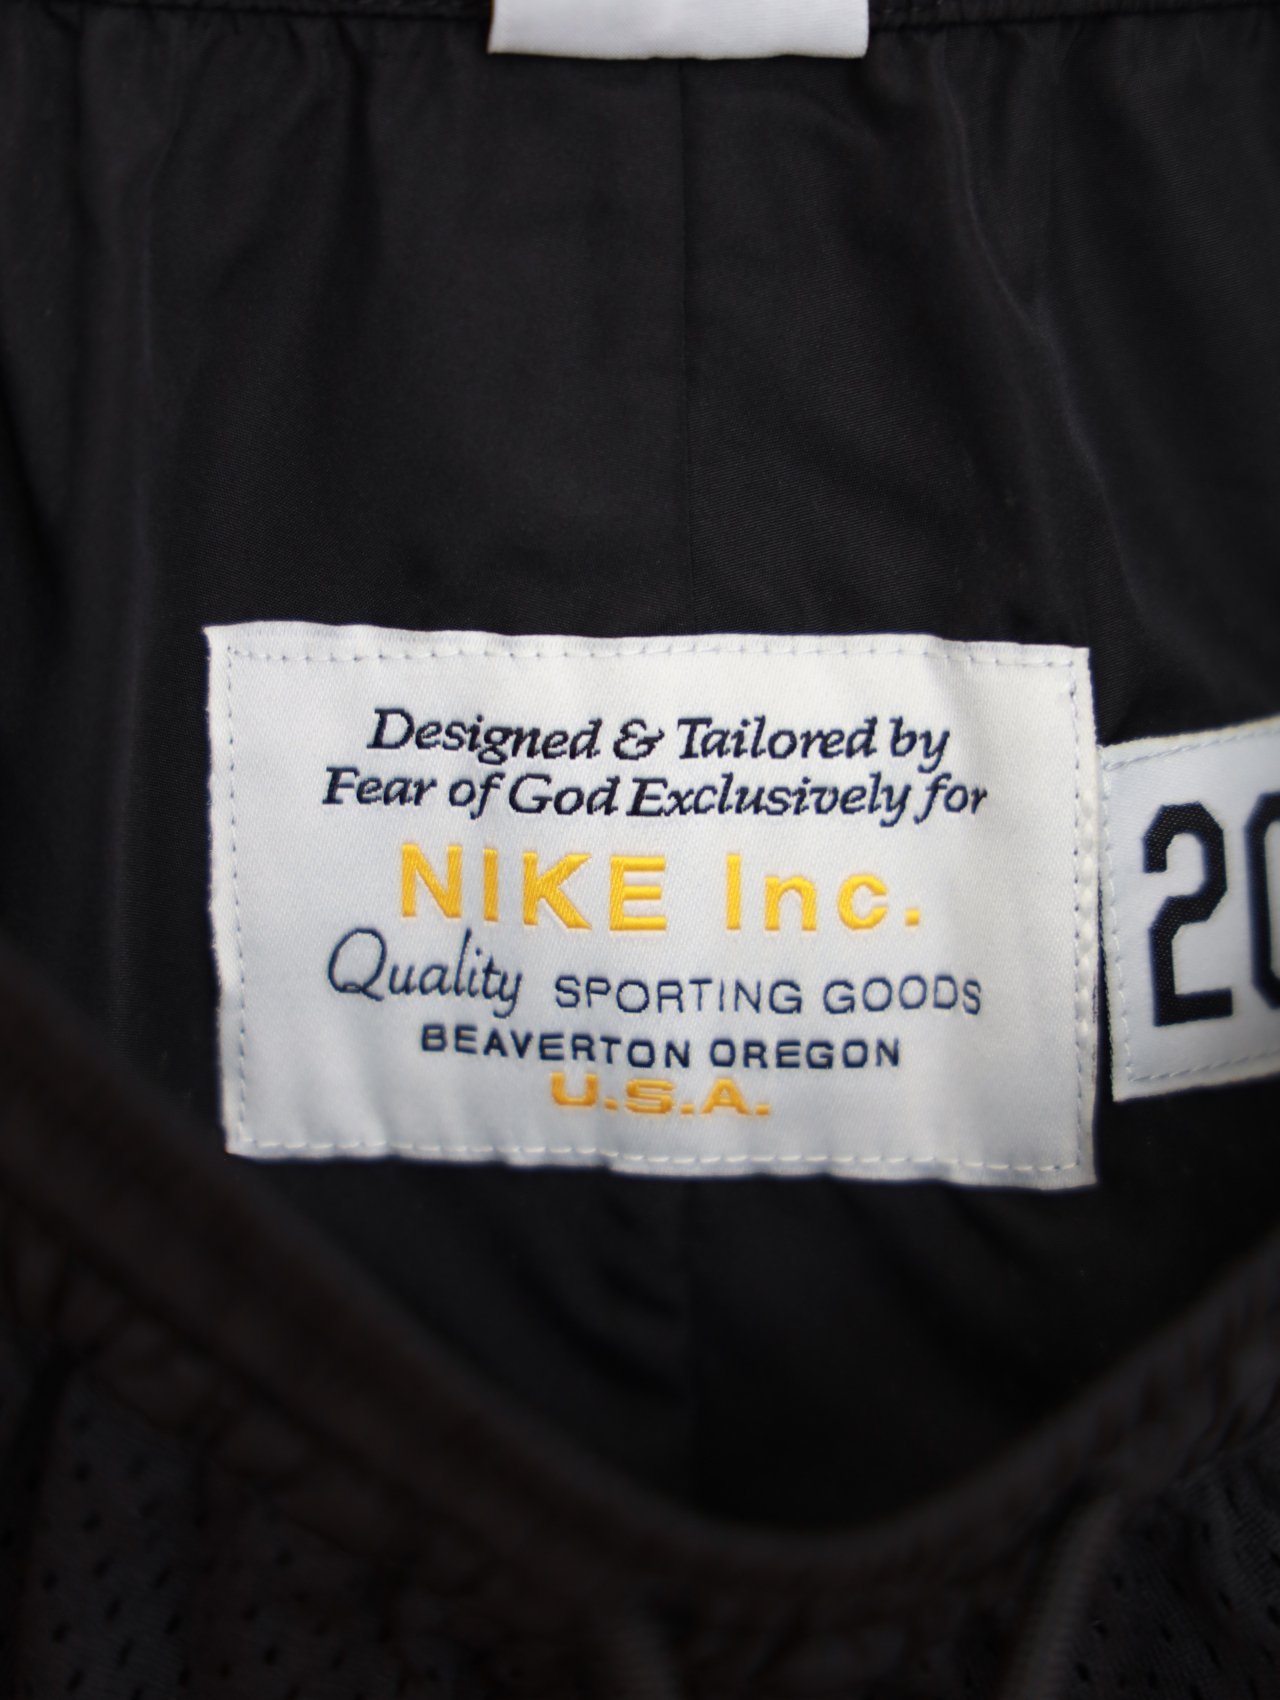 Designed & Tailored by
Fear of God Exclusively for
NIKE Inc.
Quality SPORTING GOODS
BEAVERTON OREGON
U.S.A.
20